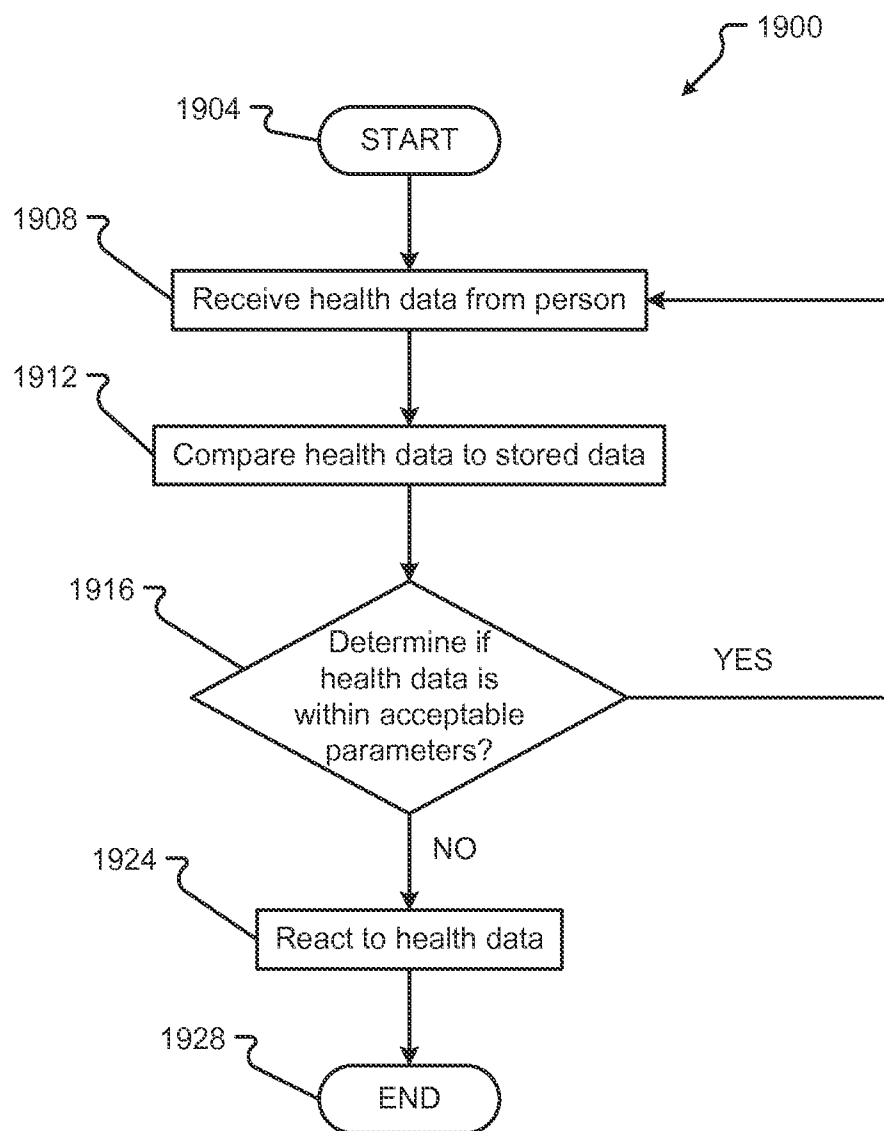 1900
1904
START
1908
Receive health data from person
1912
Compare health data to stored data
1916
Determine if
health data is
within acceptable
parameters?
YES
NO
1924
React to health data
1928
END